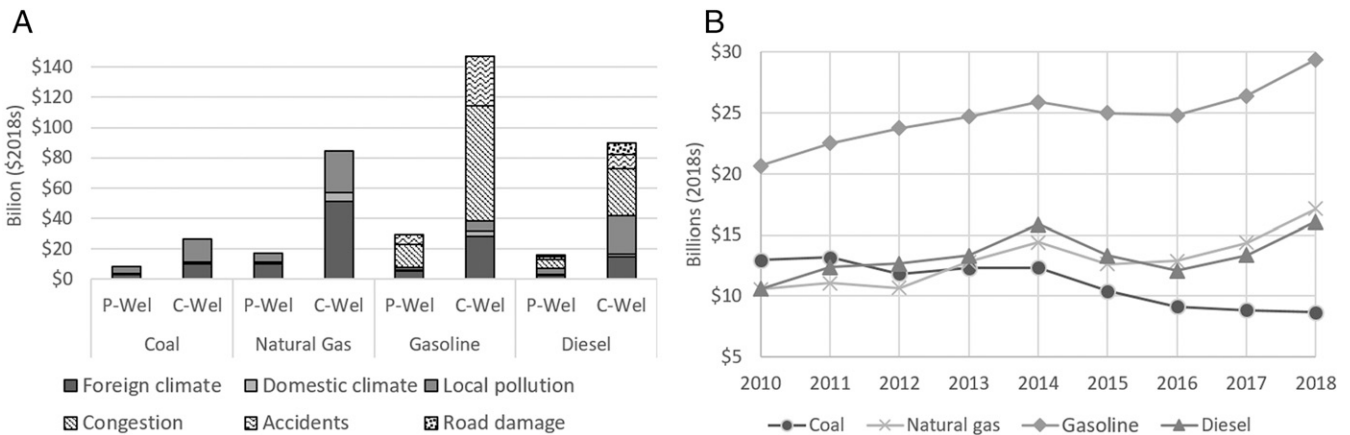 A
Bilion ($2018s)
$140
$120
$100
$80
$60
$40
$20
$0
P-Wel C-Wel P-Wel C-Wel P-Wel C-Wel P-Wel C-Wel
Coal Natural Gas Gasoline Diesel
Foreign climate Domestic climate Local pollution
Congestion Accidents Road damage
B
Billions (2018s)
$30
$25
$20
$15
$10
$5
2010 2011 2012 2013 2014 2015 2016 2017 2018
Coal Natural gas Gasoline Diesel